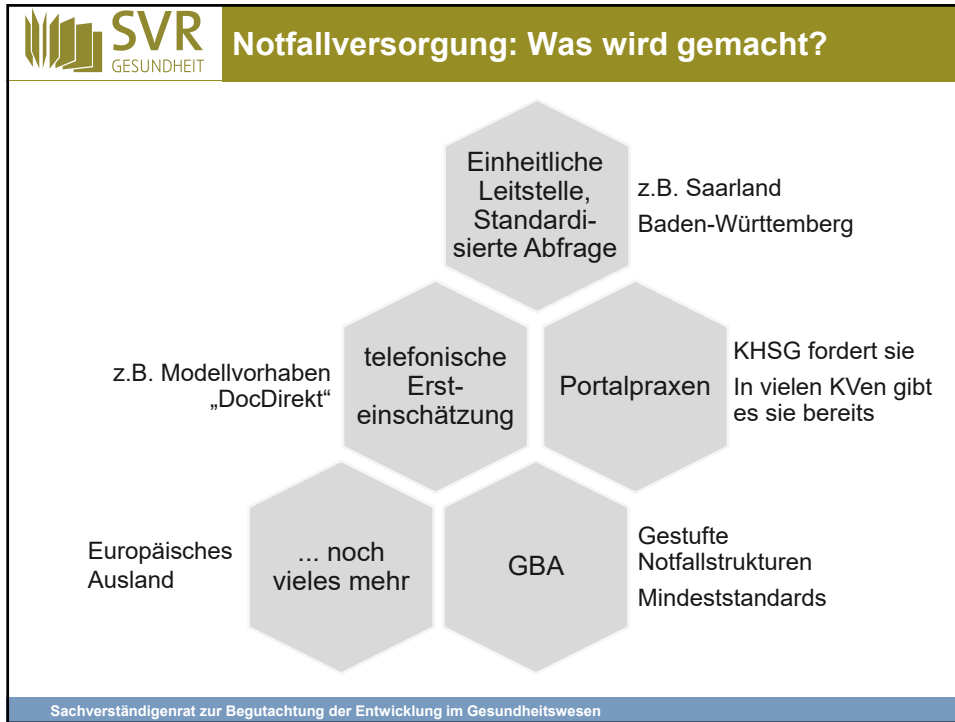 SVR
GESUNDHEIT
Notfallversorgung: Was wird gemacht?
Einheitliche
Leitstelle,
Standardi-
sierte Abfrage
z.B. Saarland
Baden-Württemberg
z.B. Modellvorhaben
„DocDirekt“
telefonische
Erst-
einschätzung
Portalpraxen
KHSG fordert sie
In vielen KVen gibt
es sie bereits
Europäisches
Ausland
... noch
vieles mehr
GBA
Gestufte
Notfallstrukturen
Mindeststandards
Sachverständigenrat zur Begutachtung der Entwicklung im Gesundheitswesen